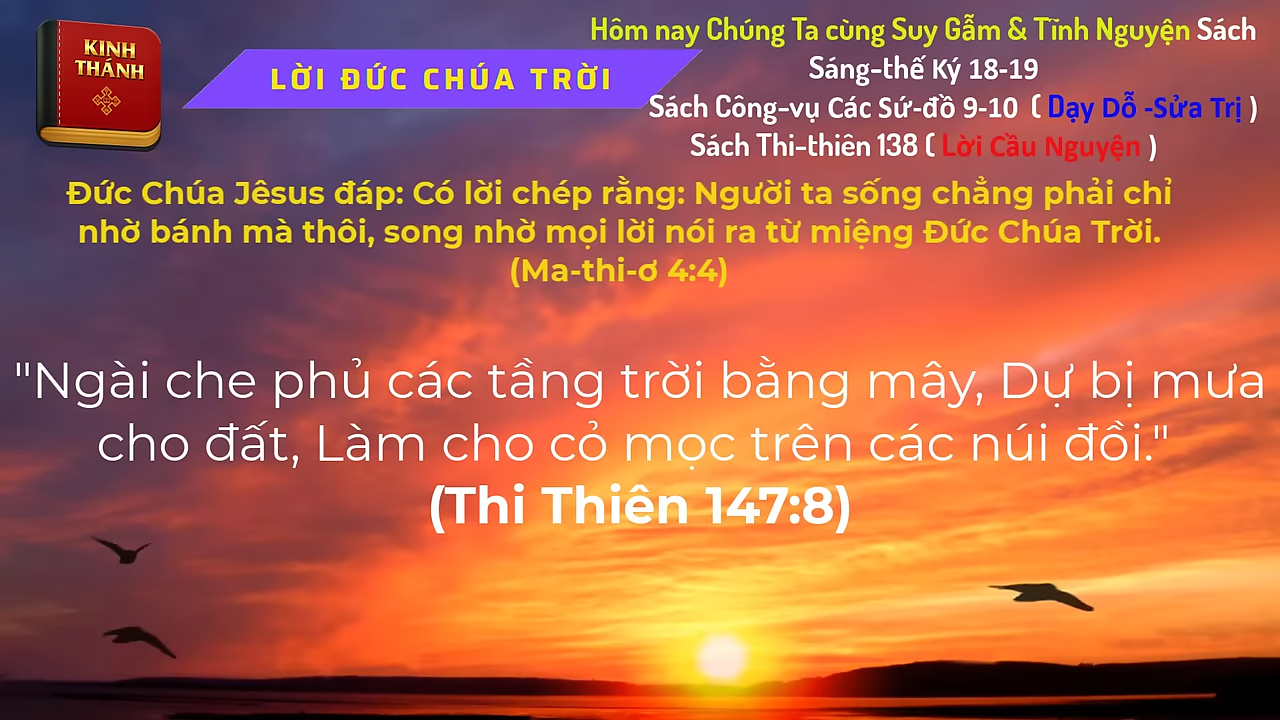 KINH
THÁNH
LỜI ĐỨC CHÚA TRỜI
Hôm nay Chúng Ta cùng Suy Gẫm & Tĩnh Nguyện Sách
Sáng-thế Ký 18-19
Sách Công-vụ Các Sứ-đồ 9-10 ( Dạy Dỗ -Sửa Trị )
Sách Thi-thiên 138 ( Lời Cầu Nguyện )
Đức Chúa Jêsus đáp: Có lời chép rằng: Người ta sống chẳng phải chỉ
nhờ bánh mà thôi, song nhờ mọi lời nói ra từ miệng Đức Chúa Trời.
(Ma-thi-ơ 4:4)
"Ngài che phủ các tầng trời bằng mây, Dự bị mưa
cho đất, Làm cho cỏ mọc trên các núi đồi."
(Thi Thiên 147:8)